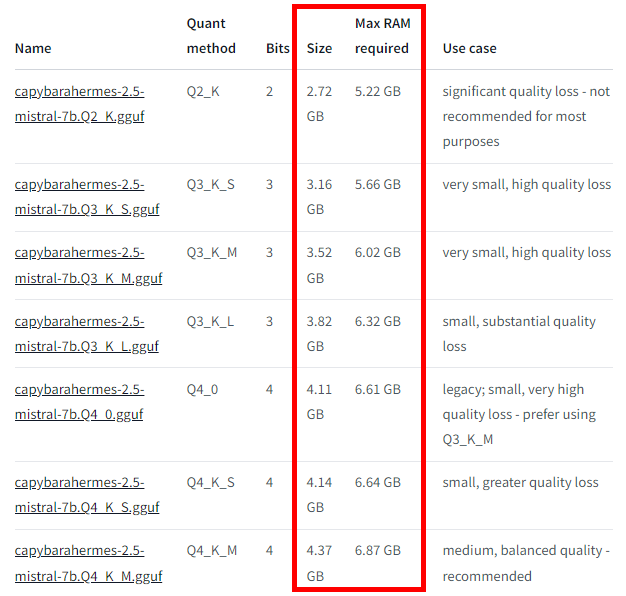 Name Quant method Bits Size Max RAM required Use case
capybarahermes-2.5-mistral-7b.Q2_K.gguf Q2_K 2 2.72 GB 5.22 GB significant quality loss - not recommended for most purposes
capybarahermes-2.5-mistral-7b.Q3_K_S.gguf Q3_K_S 3 3.16 GB 5.66 GB very small, high quality loss
capybarahermes-2.5-mistral-7b.Q3_K_M.gguf Q3_K_M 3 3.52 GB 6.02 GB very small, high quality loss
capybarahermes-2.5-mistral-7b.Q3_K_L.gguf Q3_K_L 3 3.82 GB 6.32 GB small, substantial quality loss
capybarahermes-2.5-mistral-7b.Q4_0.gguf Q4_0 4 4.11 GB 6.61 GB legacy; small, very high quality loss - prefer using Q3_K_M
capybarahermes-2.5-mistral-7b.Q4_K_S.gguf Q4_K_S 4 4.14 GB 6.64 GB small, greater quality loss
capybarahermes-2.5-mistral-7b.Q4_K_M.gguf Q4_K_M 4 4.37 GB 6.87 GB medium, balanced quality - recommended